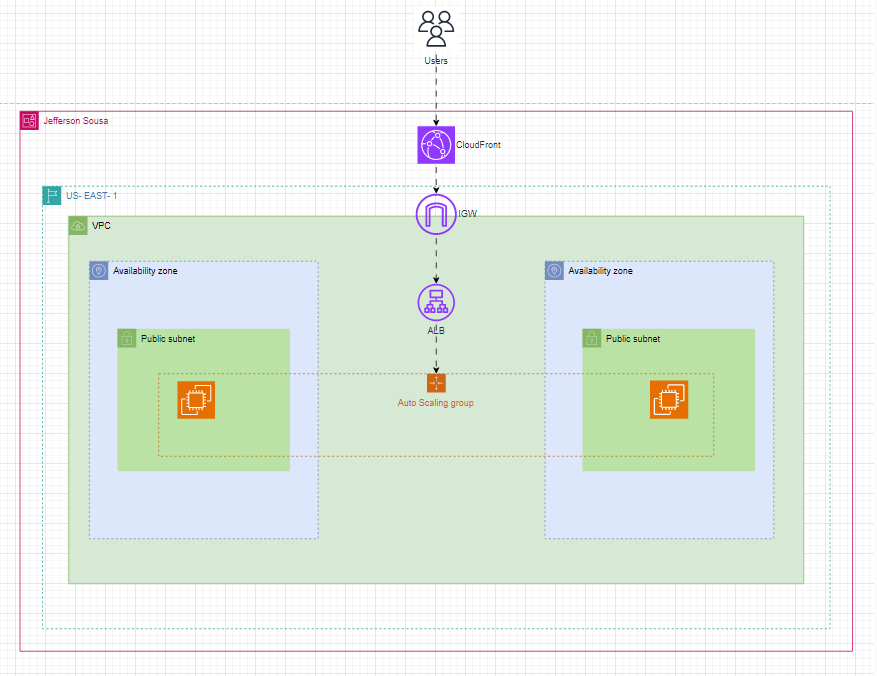 Users
Jefferson Sousa
CloudFront
US- EAST- 1
IGW
VPC
Availability zone
Availability zone
ALB
Public subnet
Public subnet
Auto Scaling group